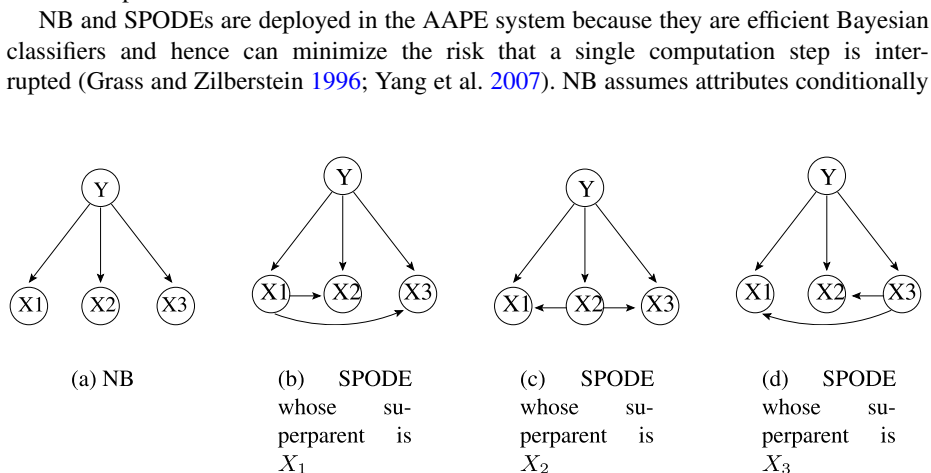 NB and SPODEs are deployed in the AAPE system because they are efficient Bayesian
classifiers and hence can minimize the risk that a single computation step is inter-
rupted (Grass and Zilberstein 1996; Yang et al. 2007). NB assumes attributes conditionally
Y
X1 X2 X3
(a) NB
Y
X1 X2 X3
(b) SPODE
whose su-
perparent is
X₁
Y
X1 X2 X3
(c) SPODE
whose su-
perparent is
X₂
Y
X1 X2 X3
(d) SPODE
whose su-
perparent is
X₃